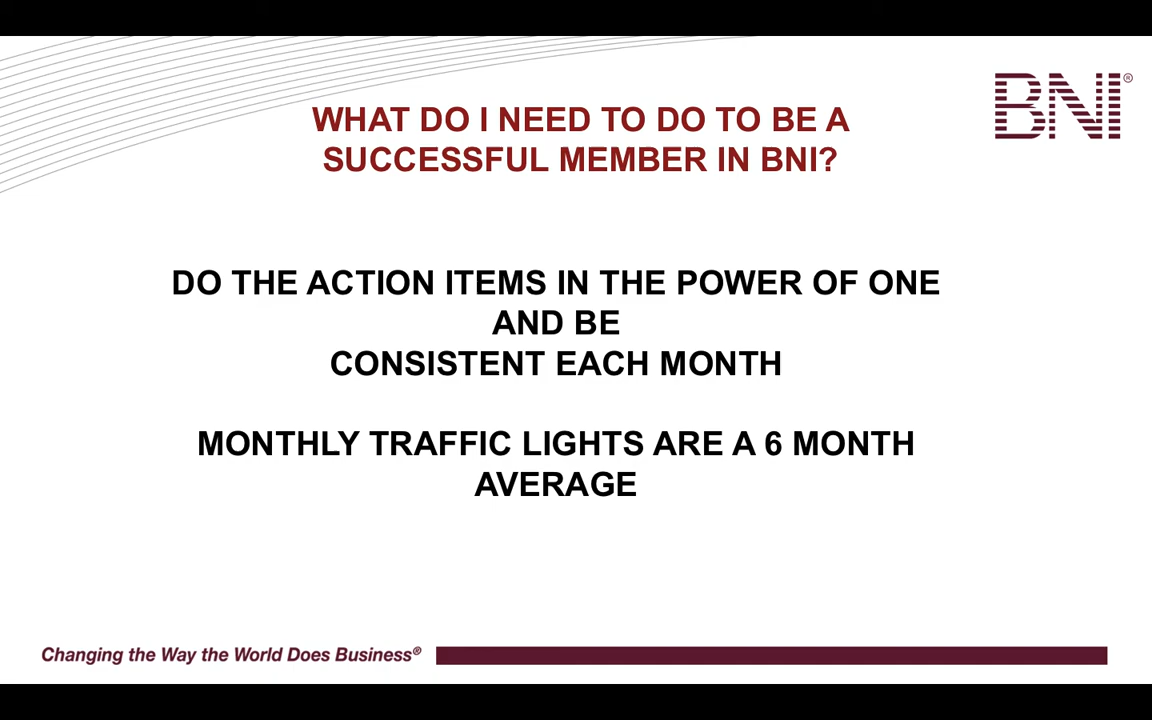 BNI®
WHAT DO I NEED TO DO TO BE A
SUCCESSFUL MEMBER IN BNI?
DO THE ACTION ITEMS IN THE POWER OF ONE
AND BE
CONSISTENT EACH MONTH
MONTHLY TRAFFIC LIGHTS ARE A 6 MONTH
AVERAGE
Changing the Way the World Does Business®